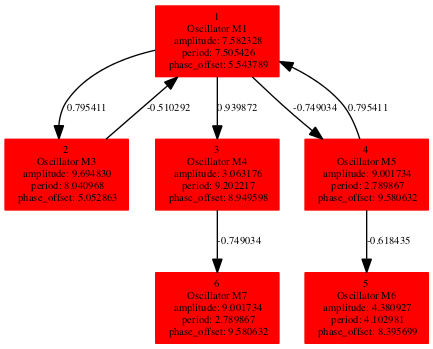 1
Oscillator M1
amplitude: 7.582328
period: 7.505426
phase_offset: 5.543789
0.795411
-0.510292
0.939872
-0.749034
0.795411
2
Oscillator M3
amplitude: 9.694830
period: 8.040968
phase_offset: 5.052863
3
Oscillator M4
amplitude: 3.063176
period: 9.202217
phase_offset: 8.949598
4
Oscillator M5
amplitude: 9.001734
period: 2.789867
phase_offset: 9.580632
-0.749034
-0.618435
6
Oscillator M7
amplitude: 9.001734
period: 2.789867
phase_offset: 9.580632
5
Oscillator M6
amplitude: 4.380927
period: 4.102981
phase_offset: 8.395699